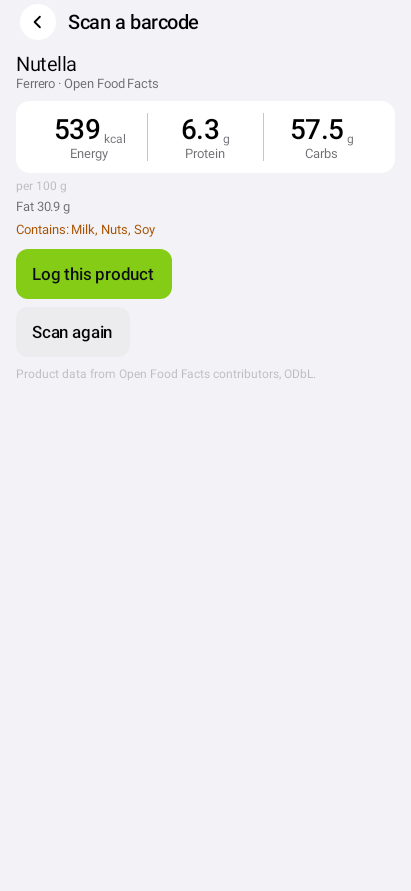 Scan a barcode
Nutella
Ferrero · Open Food Facts
539 kcal
Energy
6.3 g
Protein
57.5 g
Carbs
per 100 g
Fat 30.9 g
Contains: Milk, Nuts, Soy
Log this product
Scan again
Product data from Open Food Facts contributors, ODbL.